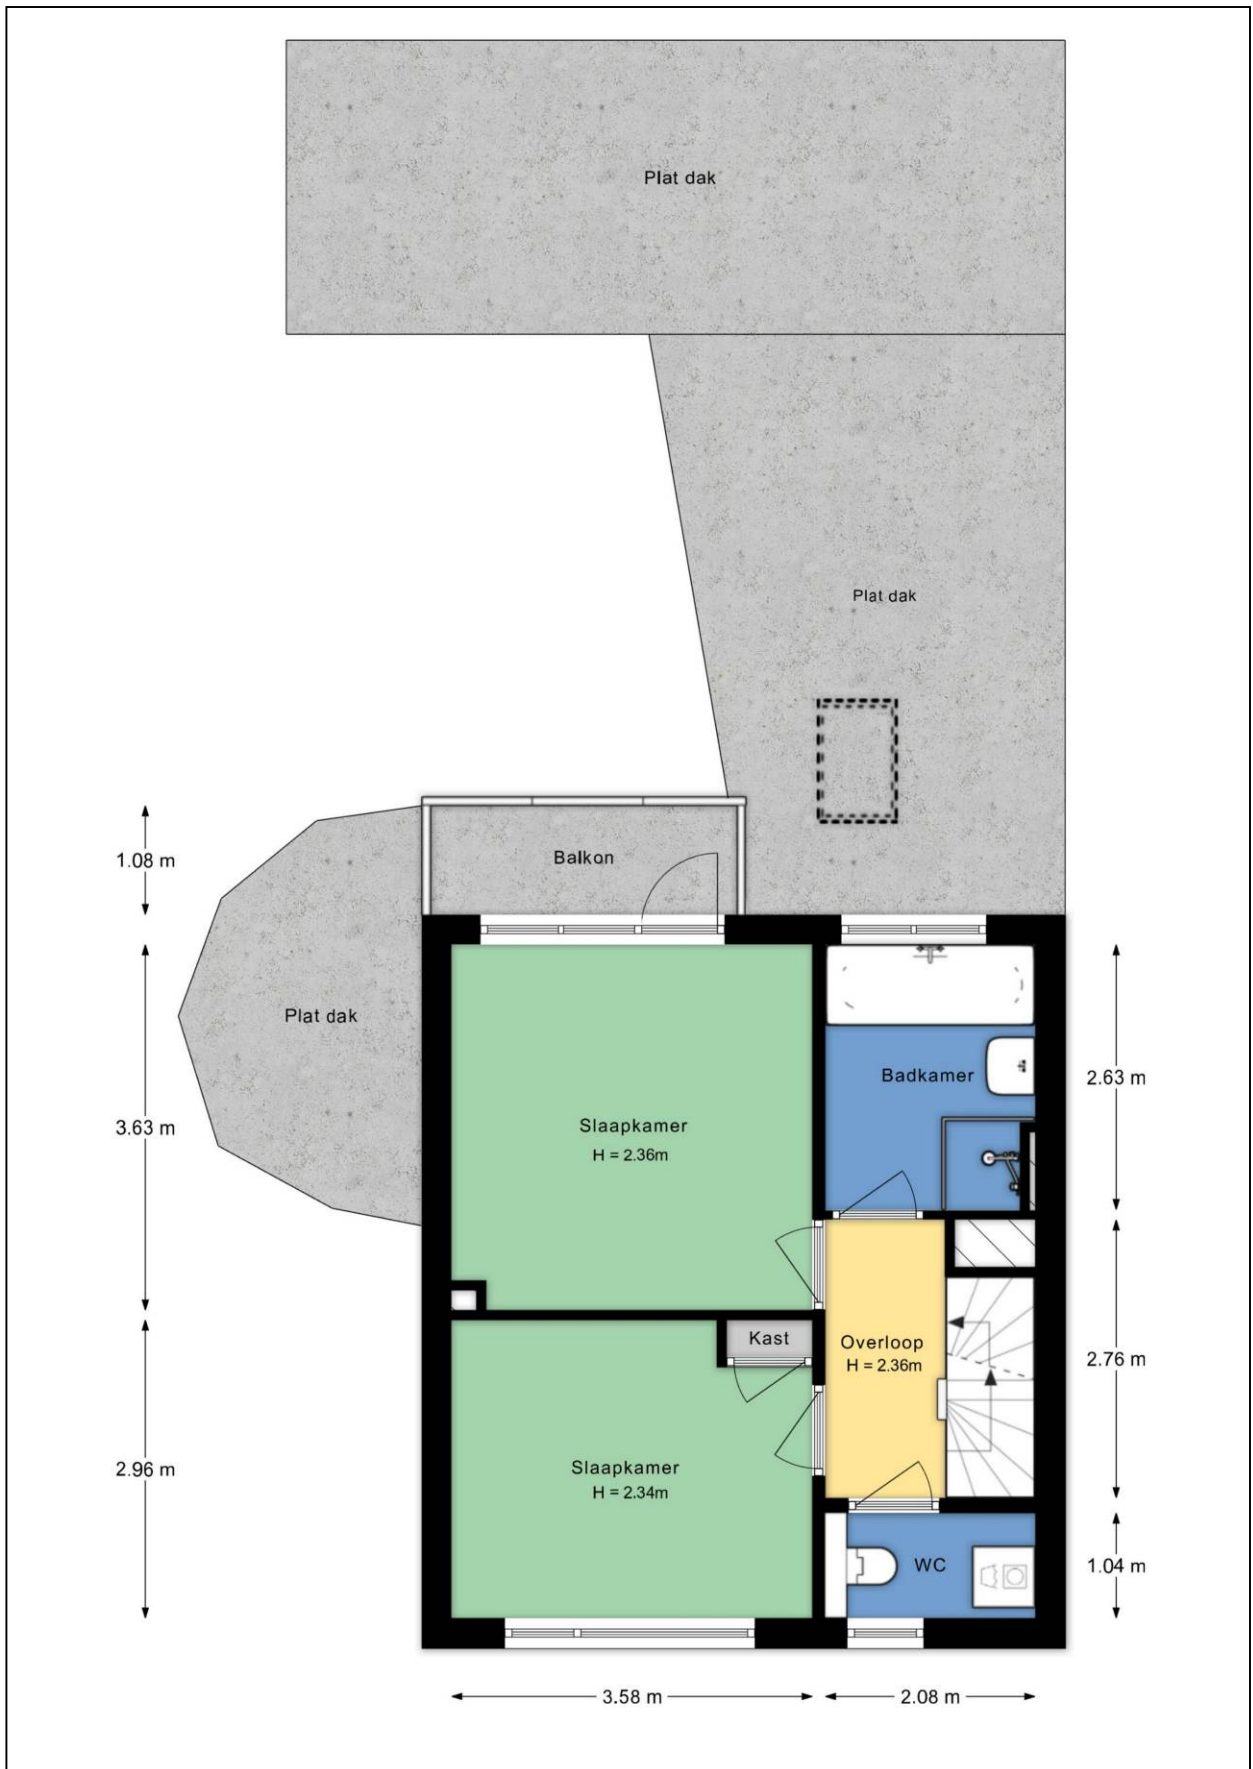 Plat dak
Plat dak
1.08 m
Balkon
Plat dak
3.63 m
Slaapkamer
H = 2.36m
Badkamer
2.63 m
Kast
Overloop
H = 2.36m
2.76 m
2.96 m
Slaapkamer
H = 2.34m
WC
1.04 m
3.58 m
2.08 m